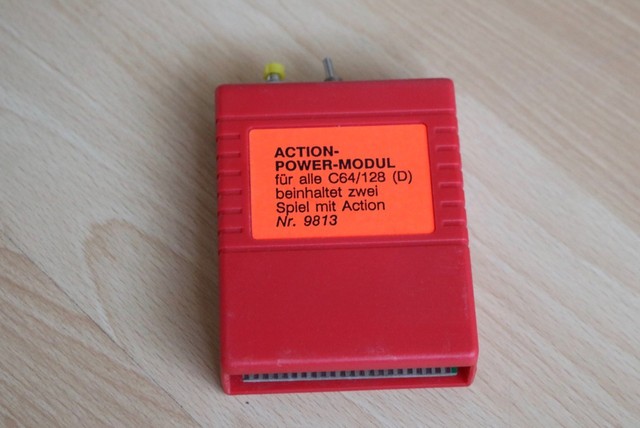 ACTION-
POWER-MODUL
für alle C64/128 (D)
beinhaltet zwei
Spiel mit Action
Nr. 9813